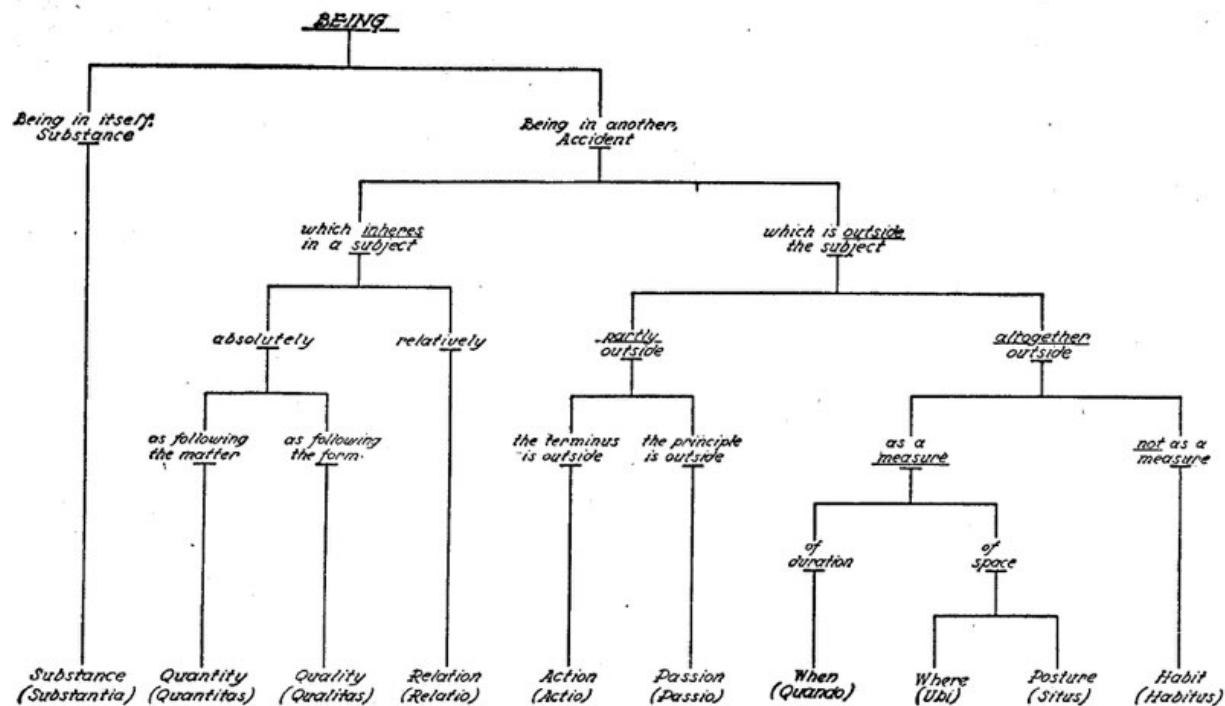 BEING
Being in itself,
Substance
Being in another,
Accident
which inheres
in a subject
which is outside
the subject
absolutely
relatively
partly
outside
altogether
outside
as following
the matter
as following
the form.
the terminus
is outside
the principle
is outside
as a
measure
not as a
measure
of
duration
of
space
Substance
(Substantia)
Quantity
(Quantitas)
Quality
(Qualitas)
Relation
(Relatio)
Action
(Actio)
Passion
(Passio)
When
(Quando)
Where
(Ubi)
Posture
(Situs)
Habit
(Habitus)